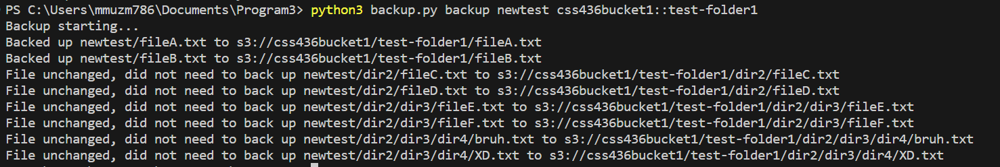 PS C:\Users\mmuzm786\Documents\Program3> python3 backup.py backup newtest css436bucket1::test-folder1
Backup starting...
Backed up newtest/fileA.txt to s3://css436bucket1/test-folder1/fileA.txt
Backed up newtest/fileB.txt to s3://css436bucket1/test-folder1/fileB.txt
File unchanged, did not need to back up newtest/dir2/fileC.txt to s3://css436bucket1/test-folder1/dir2/fileC.txt
File unchanged, did not need to back up newtest/dir2/fileD.txt to s3://css436bucket1/test-folder1/dir2/fileD.txt
File unchanged, did not need to back up newtest/dir2/dir3/fileE.txt to s3://css436bucket1/test-folder1/dir2/dir3/fileE.txt
File unchanged, did not need to back up newtest/dir2/dir3/fileF.txt to s3://css436bucket1/test-folder1/dir2/dir3/fileF.txt
File unchanged, did not need to back up newtest/dir2/dir3/dir4/bruh.txt to s3://css436bucket1/test-folder1/dir2/dir3/dir4/bruh.txt
File unchanged, did not need to back up newtest/dir2/dir3/dir4/XD.txt to s3://css436bucket1/test-folder1/dir2/dir3/dir4/XD.txt